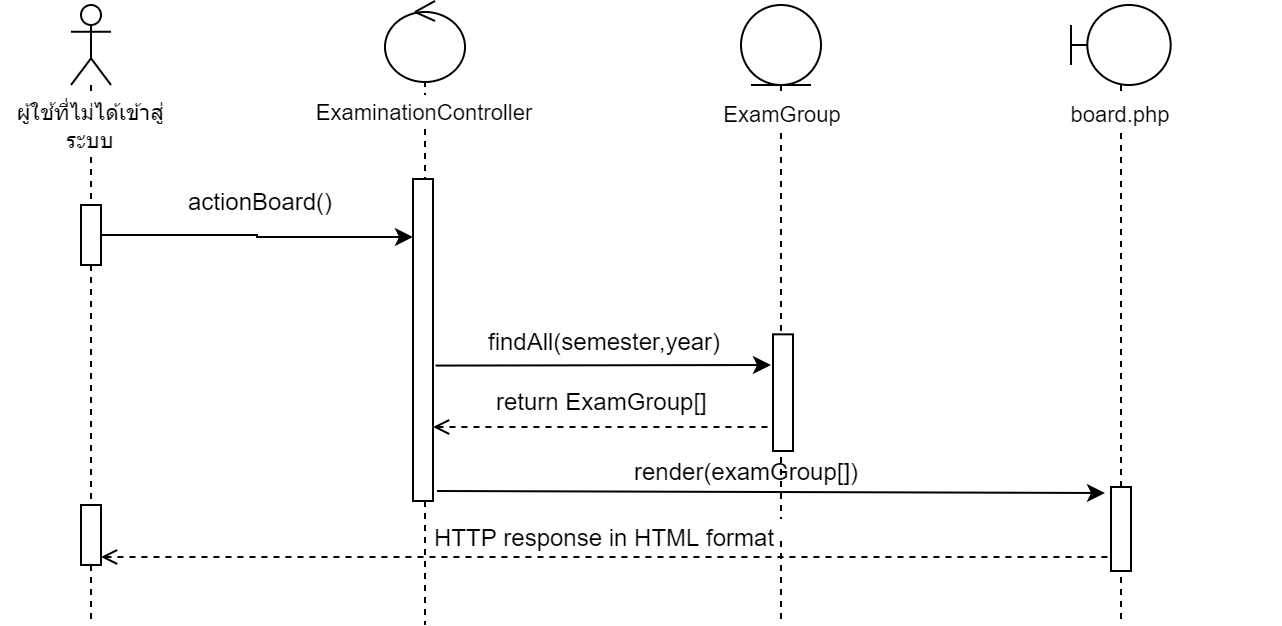 ผู้ใช้ที่ไม่ได้เข้าสู่
ระบบ
ExaminationController
ExamGroup
board.php
actionBoard()
findAll(semester,year)
return ExamGroup[]
render(examGroup[])
HTTP response in HTML format